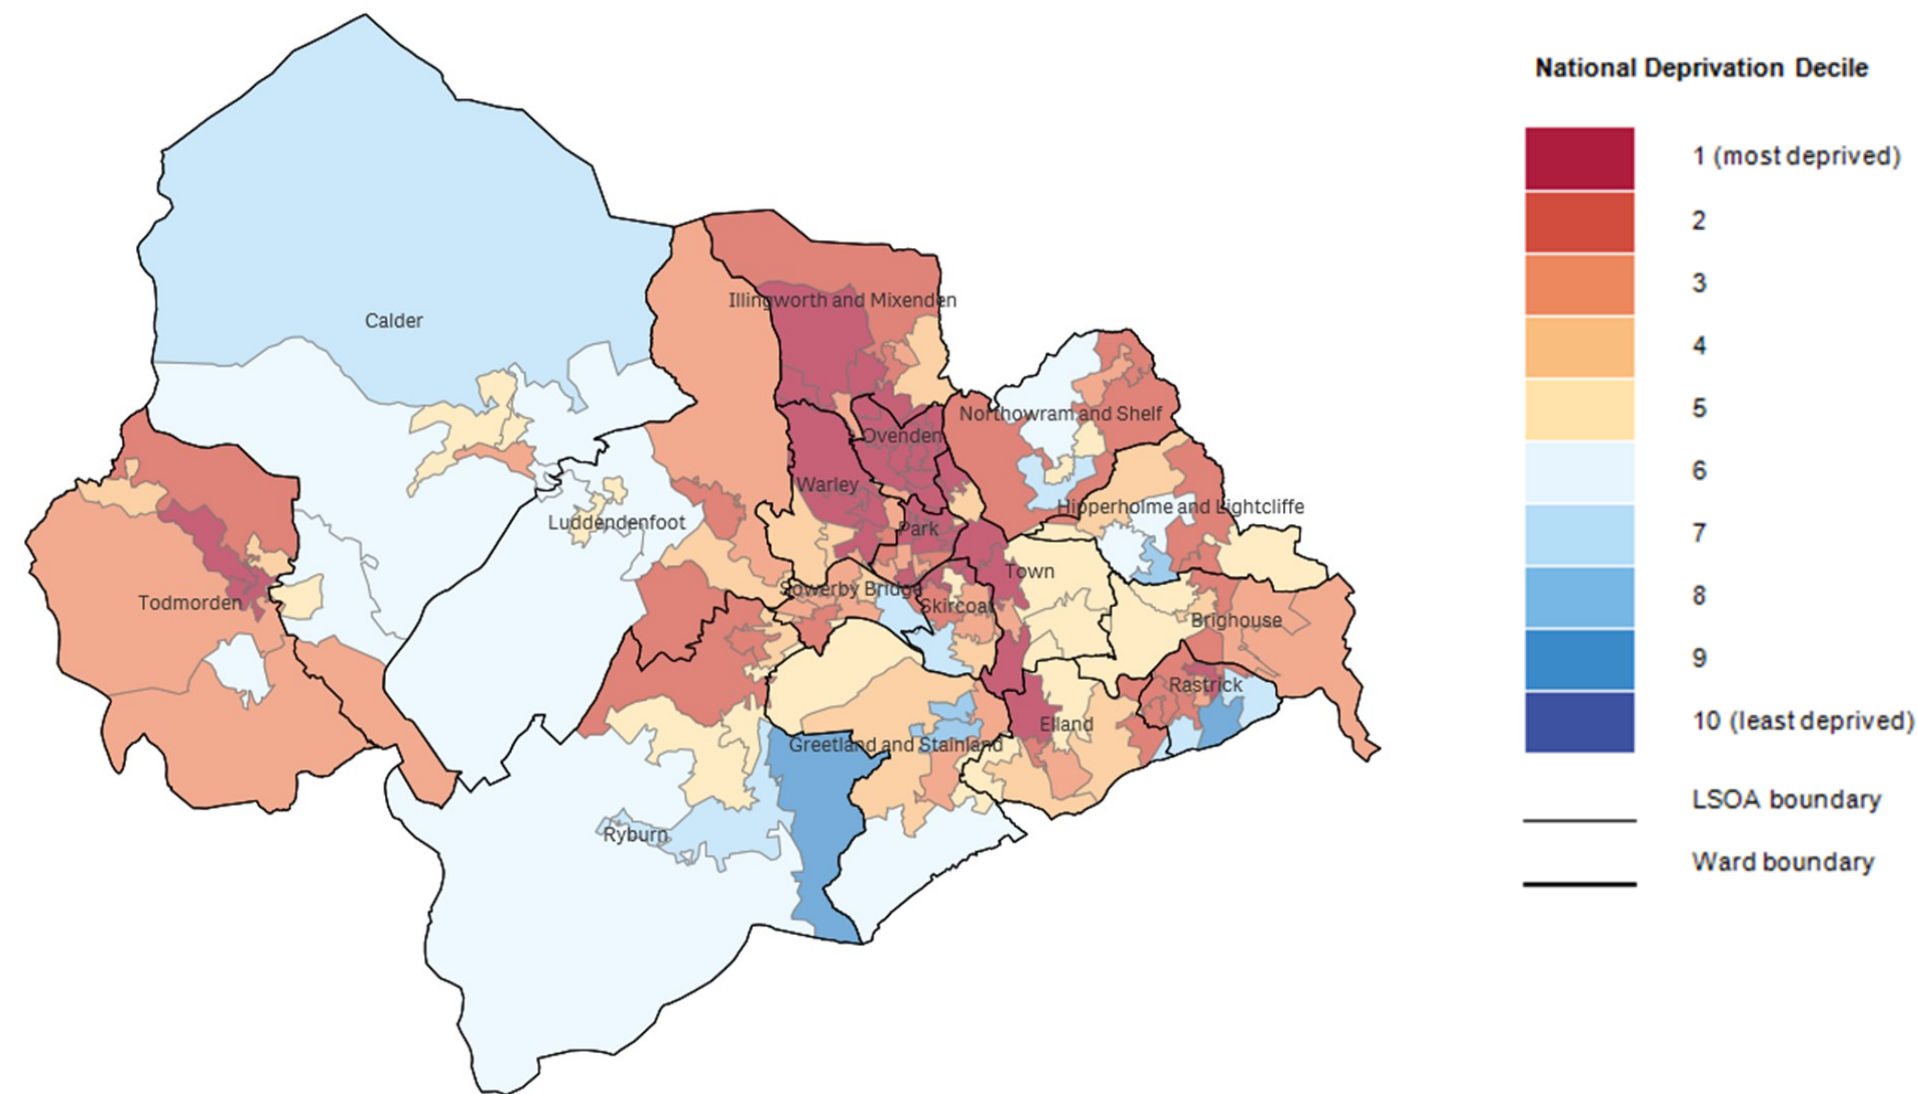 National Deprivation Decile
1 (most deprived)
2
3
4
5
6
7
8
9
10 (least deprived)
LSOA boundary
Ward boundary
Calder
Illingworth and Mixenden
Northowram and Shelf
Ovenden
Warley
Hipperholme and Lightcliffe
Luddendenfoot
Park
Town
Sowerby Bridge
Todmorden
Skircoat
Brighouse
Rastrick
Elland
Greetland and Stainland
Ryburn